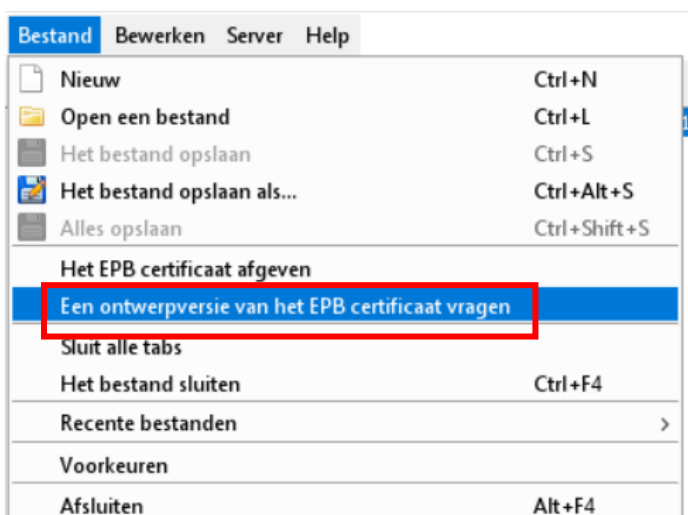 Bestand Bewerken Server Help
Nieuw Ctrl+N
Open een bestand Ctrl+L
Het bestand opslaan Ctrl+S
Het bestand opslaan als... Ctrl+Alt+S
Alles opslaan Ctrl+Shift+S
Het EPB certificaat afgeven
Een ontwerpversie van het EPB certificaat vragen
Sluit alle tabs
Het bestand sluiten Ctrl+F4
Recente bestanden >
Voorkeuren
Afsluiten Alt+F4